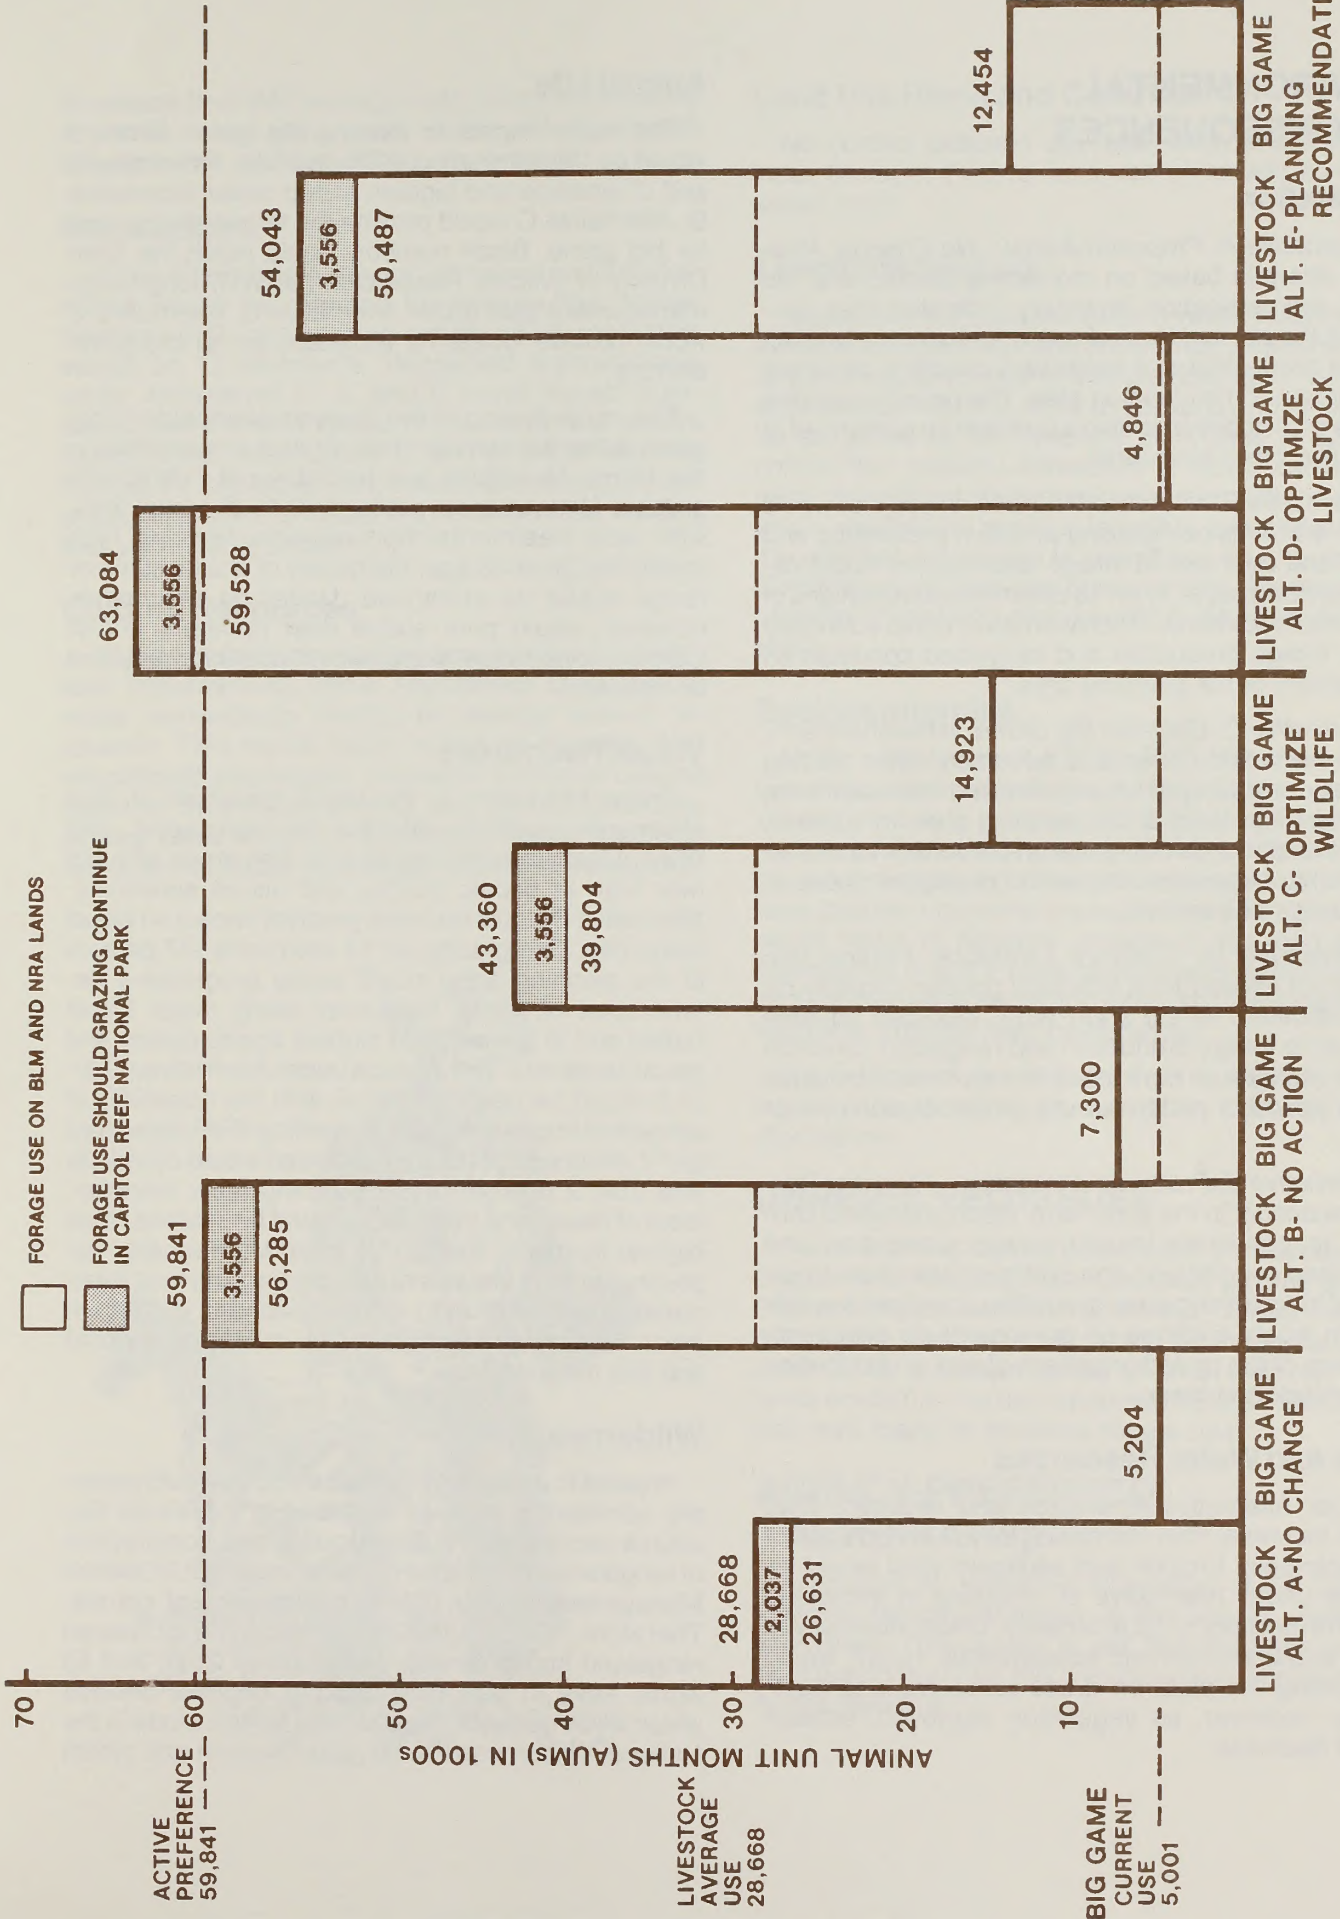 FORAGE USE ON BLM AND NRA LANDS
FORAGE USE SHOULD GRAZING CONTINUE
IN CAPITOL REEF NATIONAL PARK
ANIMAL UNIT MONTHS (AUMs) IN 1000s
70
60
50
40
30
20
10
ACTIVE
PREFERENCE
59,841
LIVESTOCK
AVERAGE
USE
28,668
BIG GAME
CURRENT
USE
5,001
28,668
2,037
26,631
5,204
59,841
3,556
56,285
7,300
43,360
3,556
39,804
14,923
63,084
3,556
59,528
4,846
54,043
3,556
50,487
12,454
LIVESTOCK BIG GAME
ALT. A-NO CHANGE
LIVESTOCK BIG GAME
ALT. B- NO ACTION
LIVESTOCK BIG GAME
ALT. C- OPTIMIZE
WILDLIFE
LIVESTOCK BIG GAME
ALT. D- OPTIMIZE
LIVESTOCK
LIVESTOCK BIG GAME
ALT. E- PLANNING
RECOMMENDATI